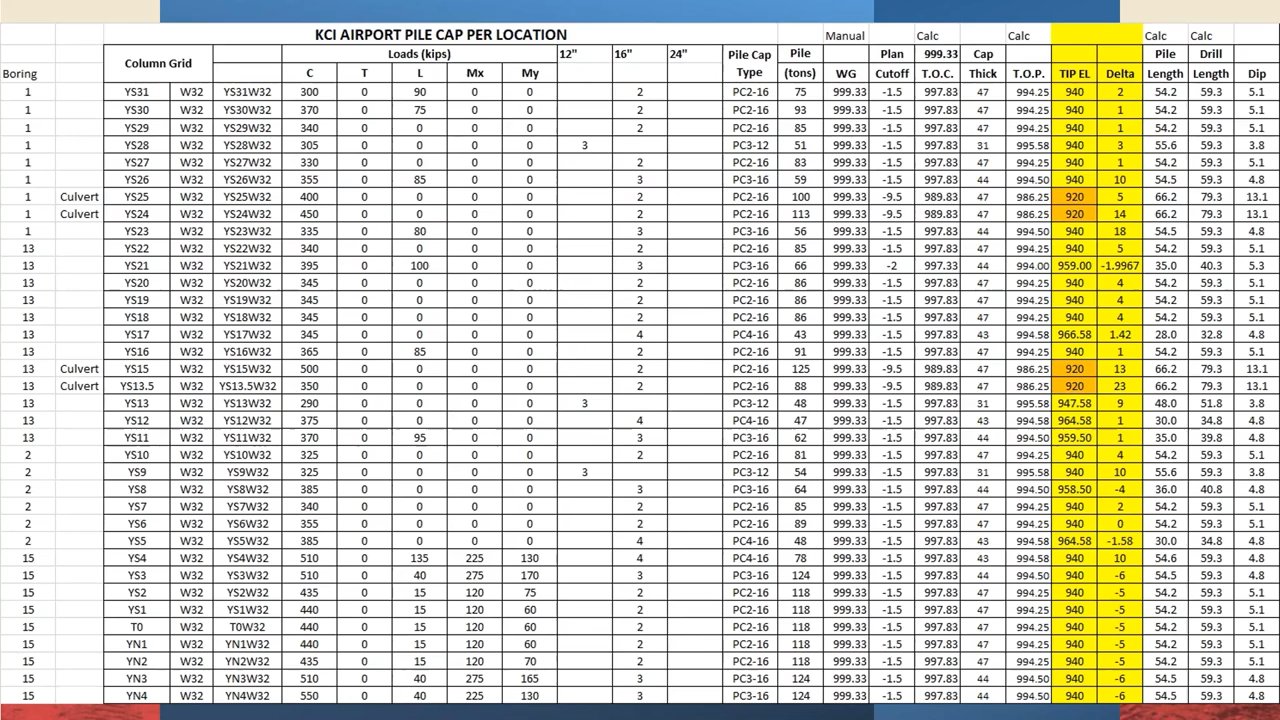 KCI AIRPORT PILE CAP PER LOCATION Manual Calc Calc Calc Calc
Column Grid Loads (kips) 12" 16" 24" Pile Cap Pile Plan 999.33 Cap Pile Drill
Boring C T L Mx My Type (tons) WG Cutoff T.O.C. Thick T.O.P. TIP EL Delta Length Length Dip
1 YS31 W32 YS31W32 300 0 90 0 0 2 PC2-16 75 999.33 -1.5 997.83 47 994.25 940 2 54.2 59.3 5.1
1 YS30 W32 YS30W32 370 0 75 0 0 2 PC2-16 93 999.33 -1.5 997.83 47 994.25 940 1 54.2 59.3 5.1
1 YS29 W32 YS29W32 340 0 0 0 0 2 PC2-16 85 999.33 -1.5 997.83 47 994.25 940 1 54.2 59.3 5.1
1 YS28 W32 YS28W32 305 0 0 0 0 3 PC3-12 51 999.33 -1.5 997.83 31 995.58 940 3 55.6 59.3 3.8
1 YS27 W32 YS27W32 330 0 0 0 0 2 PC2-16 83 999.33 -1.5 997.83 47 994.25 940 1 54.2 59.3 5.1
1 YS26 W32 YS26W32 355 0 85 0 0 3 PC3-16 59 999.33 -1.5 997.83 44 994.50 940 10 54.5 59.3 4.8
1 Culvert YS25 W32 YS25W32 400 0 0 0 0 2 PC2-16 100 999.33 -9.5 989.83 47 986.25 920 5 66.2 79.3 13.1
1 Culvert YS24 W32 YS24W32 450 0 0 0 0 2 PC2-16 113 999.33 -9.5 989.83 47 986.25 920 14 66.2 79.3 13.1
1 YS23 W32 YS23W32 335 0 80 0 0 3 PC3-16 56 999.33 -1.5 997.83 44 994.50 940 18 54.5 59.3 4.8
13 YS22 W32 YS22W32 340 0 0 0 0 2 PC2-16 85 999.33 -1.5 997.83 47 994.25 940 5 54.2 59.3 5.1
13 YS21 W32 YS21W32 395 0 100 0 0 3 PC3-16 66 999.33 -2 997.33 44 994.00 959.00 -1.9967 35.0 40.3 5.3
13 YS20 W32 YS20W32 345 0 0 0 0 2 PC2-16 86 999.33 -1.5 997.83 47 994.25 940 4 54.2 59.3 5.1
13 YS19 W32 YS19W32 345 0 0 0 0 2 PC2-16 86 999.33 -1.5 997.83 47 994.25 940 4 54.2 59.3 5.1
13 YS18 W32 YS18W32 345 0 0 0 0 2 PC2-16 86 999.33 -1.5 997.83 47 994.25 940 4 54.2 59.3 5.1
13 YS17 W32 YS17W32 345 0 0 0 0 4 PC4-16 43 999.33 -1.5 997.83 43 994.58 966.58 1.42 28.0 32.8 4.8
13 YS16 W32 YS16W32 365 0 85 0 0 2 PC2-16 91 999.33 -1.5 997.83 47 994.25 940 1 54.2 59.3 5.1
13 Culvert YS15 W32 YS15W32 500 0 0 0 0 2 PC2-16 125 999.33 -9.5 989.83 47 986.25 920 13 66.2 79.3 13.1
13 Culvert YS13.5 W32 YS13.5W32 350 0 0 0 0 2 PC2-16 88 999.33 -9.5 989.83 47 986.25 920 23 66.2 79.3 13.1
13 YS13 W32 YS13W32 290 0 0 0 0 3 PC3-12 48 999.33 -1.5 997.83 31 995.58 947.58 9 48.0 51.8 3.8
13 YS12 W32 YS12W32 375 0 0 0 0 4 PC4-16 47 999.33 -1.5 997.83 43 994.58 964.58 1 30.0 34.8 4.8
13 YS11 W32 YS11W32 370 0 95 0 0 3 PC3-16 62 999.33 -1.5 997.83 44 994.50 959.50 1 35.0 39.8 4.8
2 YS10 W32 YS10W32 325 0 0 0 0 2 PC2-16 81 999.33 -1.5 997.83 47 994.25 940 4 54.2 59.3 5.1
2 YS9 W32 YS9W32 325 0 0 0 0 3 PC3-12 54 999.33 -1.5 997.83 31 995.58 940 10 55.6 59.3 3.8
2 YS8 W32 YS8W32 385 0 0 0 0 3 PC3-16 64 999.33 -1.5 997.83 44 994.50 958.50 -4 36.0 40.8 4.8
2 YS7 W32 YS7W32 340 0 0 0 0 2 PC2-16 85 999.33 -1.5 997.83 47 994.25 940 2 54.2 59.3 5.1
2 YS6 W32 YS6W32 355 0 0 0 0 2 PC2-16 89 999.33 -1.5 997.83 47 994.25 940 0 54.2 59.3 5.1
2 YS5 W32 YS5W32 385 0 0 0 0 4 PC4-16 48 999.33 -1.5 997.83 43 994.58 964.58 -1.58 30.0 34.8 4.8
15 YS4 W32 YS4W32 510 0 135 225 130 4 PC4-16 78 999.33 -1.5 997.83 43 994.58 940 10 54.6 59.3 4.8
15 YS3 W32 YS3W32 510 0 40 275 170 3 PC3-16 124 999.33 -1.5 997.83 44 994.50 940 -6 54.5 59.3 4.8
15 YS2 W32 YS2W32 435 0 15 120 75 2 PC2-16 118 999.33 -1.5 997.83 47 994.25 940 -5 54.2 59.3 5.1
15 YS1 W32 YS1W32 440 0 15 120 60 2 PC2-16 118 999.33 -1.5 997.83 47 994.25 940 -5 54.2 59.3 5.1
15 T0 W32 T0W32 440 0 15 120 60 2 PC2-16 118 999.33 -1.5 997.83 47 994.25 940 -5 54.2 59.3 5.1
15 YN1 W32 YN1W32 440 0 15 120 60 2 PC2-16 118 999.33 -1.5 997.83 47 994.25 940 -5 54.2 59.3 5.1
15 YN2 W32 YN2W32 435 0 15 120 70 2 PC2-16 118 999.33 -1.5 997.83 47 994.25 940 -5 54.2 59.3 5.1
15 YN3 W32 YN3W32 510 0 40 275 165 3 PC3-16 124 999.33 -1.5 997.83 44 994.50 940 -6 54.5 59.3 4.8
15 YN4 W32 YN4W32 550 0 40 225 130 3 PC3-16 124 999.33 -1.5 997.83 44 994.50 940 -6 54.5 59.3 4.8